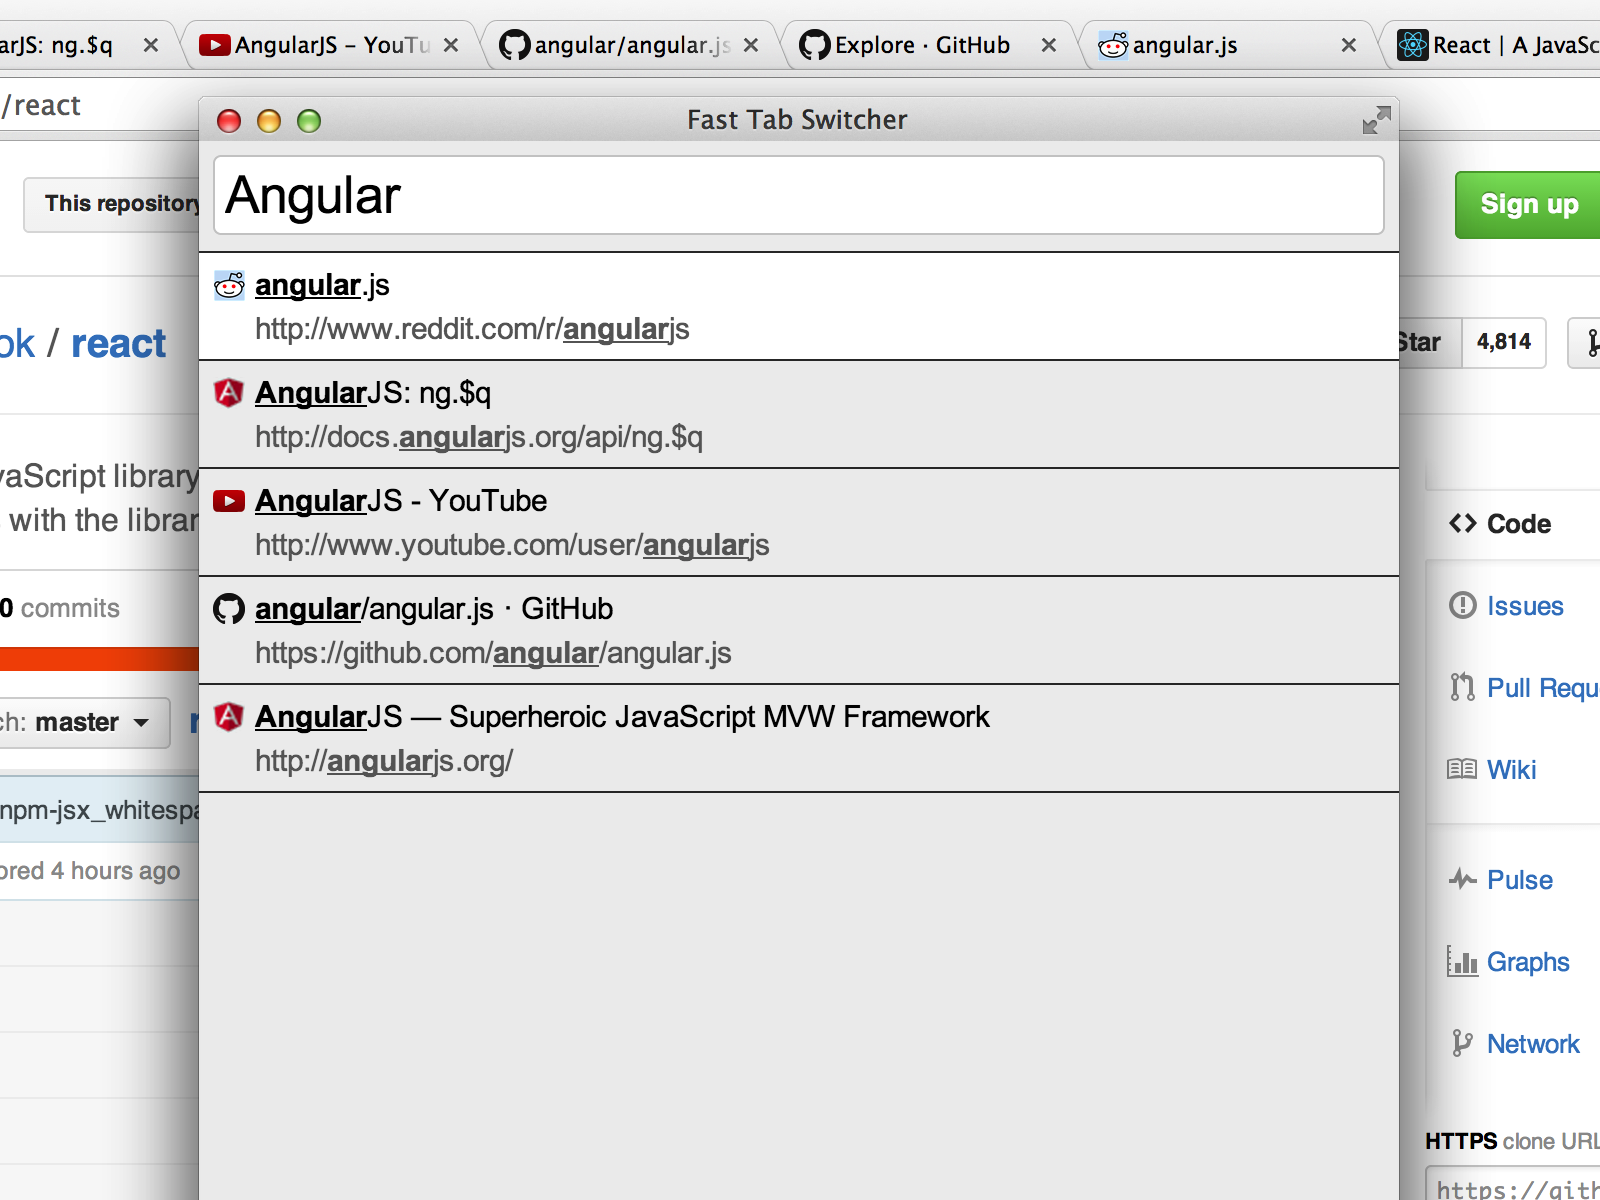 arJS: ng.$q
AngularJS – YouTu
angular/angular.js
Explore · GitHub
angular.js
React | A JavaSc
/react
Fast Tab Switcher
This repository
Angular
Sign up
angular.js
http://www.reddit.com/r/angularjs
ok / react
Star 4,814
AngularJS: ng.$q
http://docs.angularjs.org/api/ng.$q
vaScript library
with the librar
AngularJS - YouTube
http://www.youtube.com/user/angularjs
Code
0 commits
angular/angular.js · GitHub
https://github.com/angular/angular.js
Issues
Pull Requ
ch: master
AngularJS — Superheroic JavaScript MVW Framework
http://angularjs.org/
Wiki
npm-jsx_whitespa
ored 4 hours ago
Pulse
Graphs
Network
HTTPS clone URL
https://gith